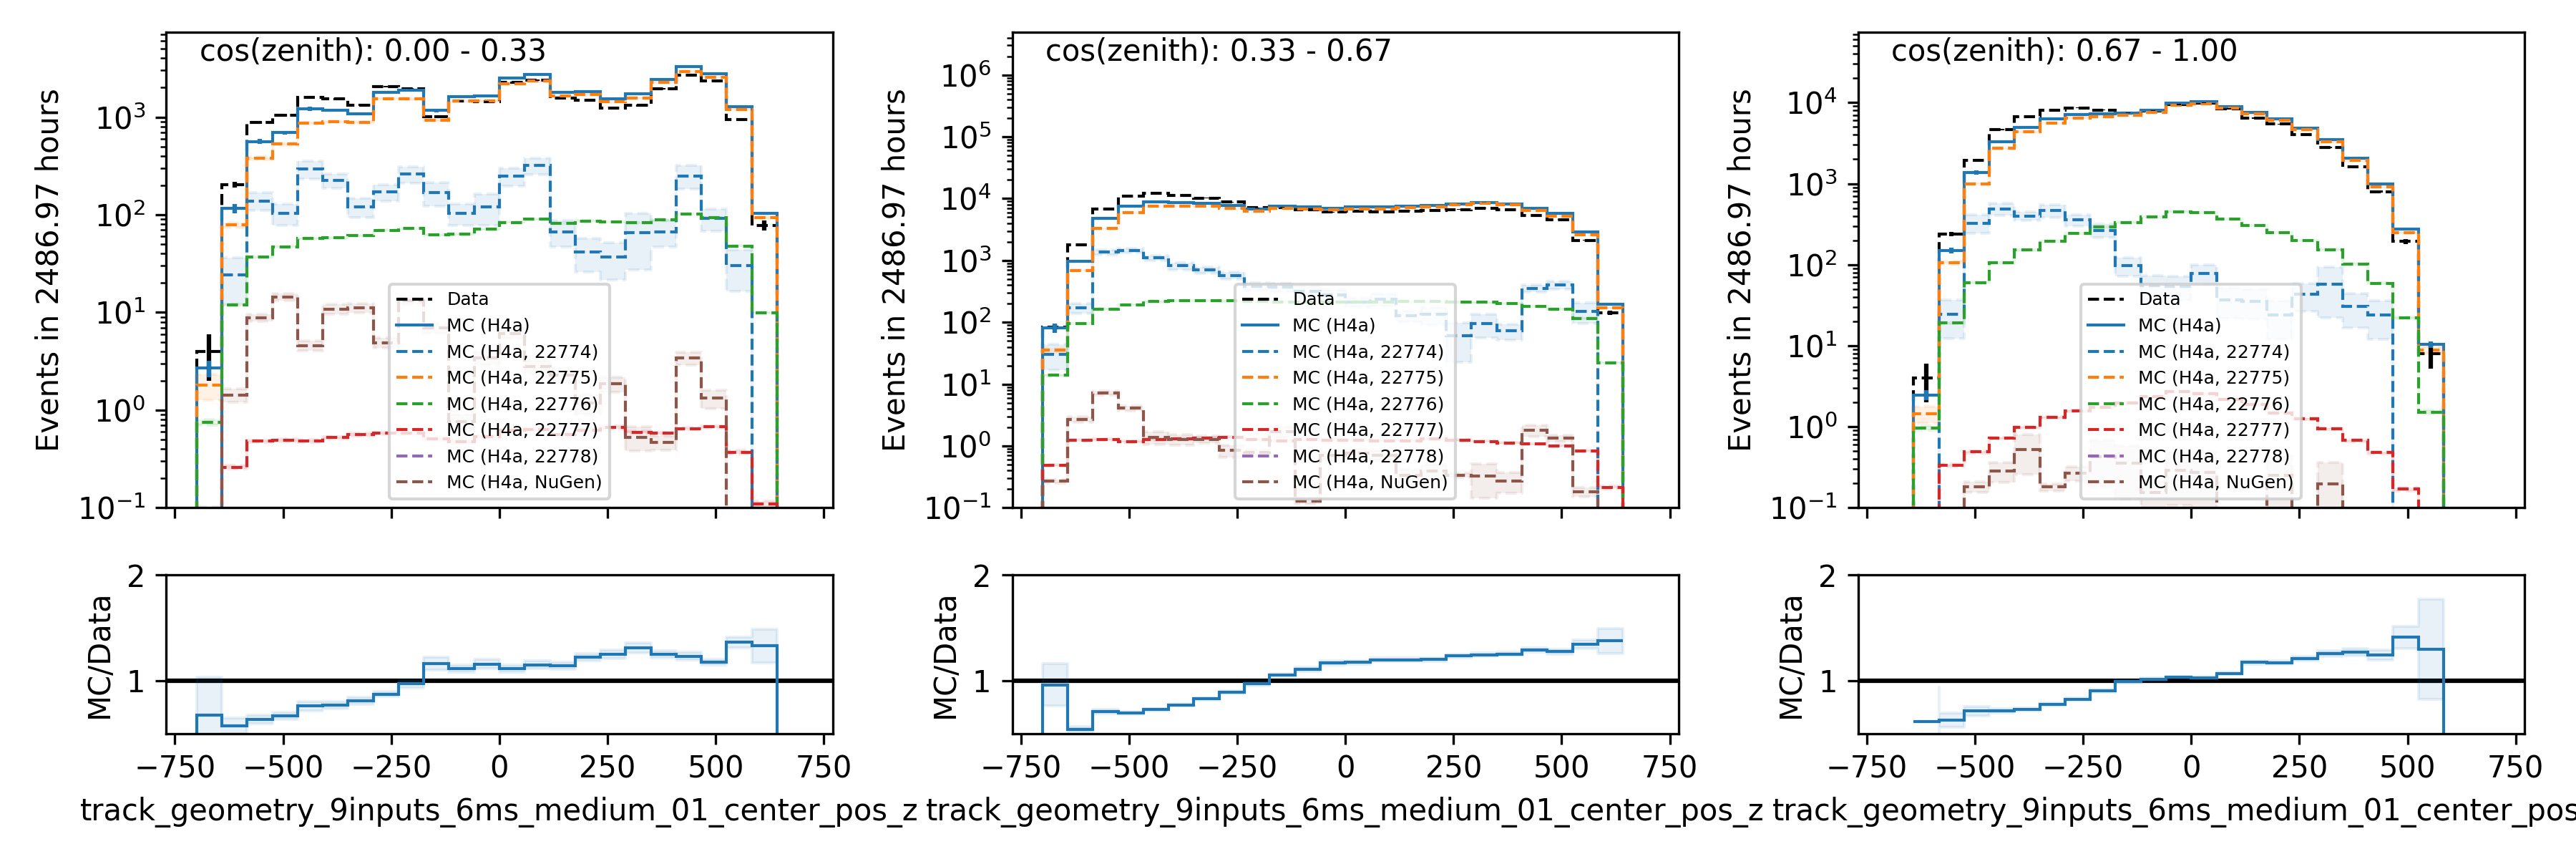 cos(zenith): 0.00 - 0.33
Events in 2486.97 hours
10³
10²
10¹
10⁰
10⁻¹
Data
MC (H4a)
MC (H4a, 22774)
MC (H4a, 22775)
MC (H4a, 22776)
MC (H4a, 22777)
MC (H4a, 22778)
MC (H4a, NuGen)
MC/Data
2
1
−750 −500 −250 0 250 500 750
track_geometry_9inputs_6ms_medium_01_center_pos_z
cos(zenith): 0.33 - 0.67
Events in 2486.97 hours
10⁶
10⁵
10⁴
10³
10²
10¹
10⁰
10⁻¹
Data
MC (H4a)
MC (H4a, 22774)
MC (H4a, 22775)
MC (H4a, 22776)
MC (H4a, 22777)
MC (H4a, 22778)
MC (H4a, NuGen)
MC/Data
2
1
−750 −500 −250 0 250 500 750
track_geometry_9inputs_6ms_medium_01_center_pos_z
cos(zenith): 0.67 - 1.00
Events in 2486.97 hours
10⁴
10³
10²
10¹
10⁰
10⁻¹
Data
MC (H4a)
MC (H4a, 22774)
MC (H4a, 22775)
MC (H4a, 22776)
MC (H4a, 22777)
MC (H4a, 22778)
MC (H4a, NuGen)
MC/Data
2
1
−750 −500 −250 0 250 500 750
track_geometry_9inputs_6ms_medium_01_center_pos